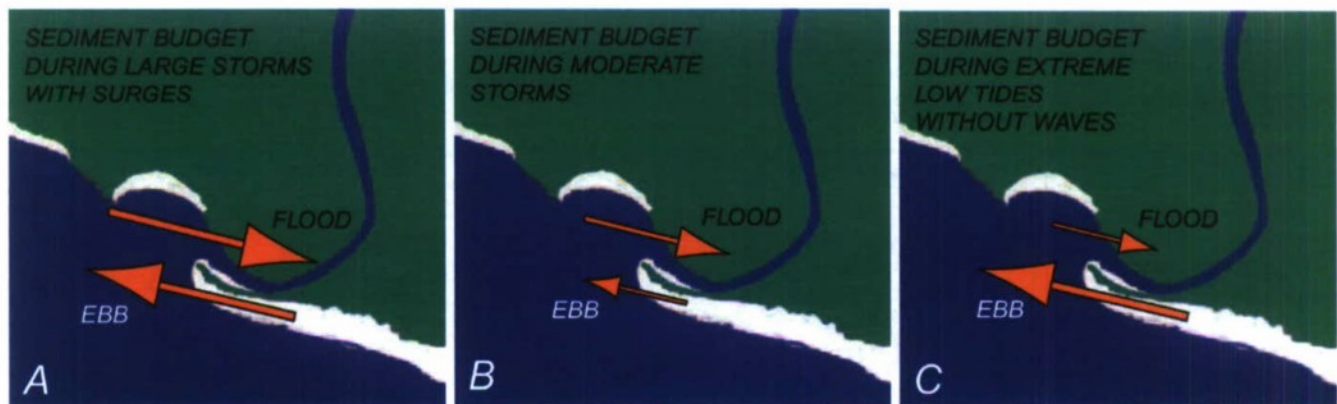 SEDIMENT BUDGET
DURING LARGE STORMS
WITH SURGES
FLOOD
EBB
A
SEDIMENT BUDGET
DURING MODERATE
STORMS
FLOOD
EBB
B
SEDIMENT BUDGET
DURING EXTREME
LOW TIDES
WITHOUT WAVES
FLOOD
EBB
C